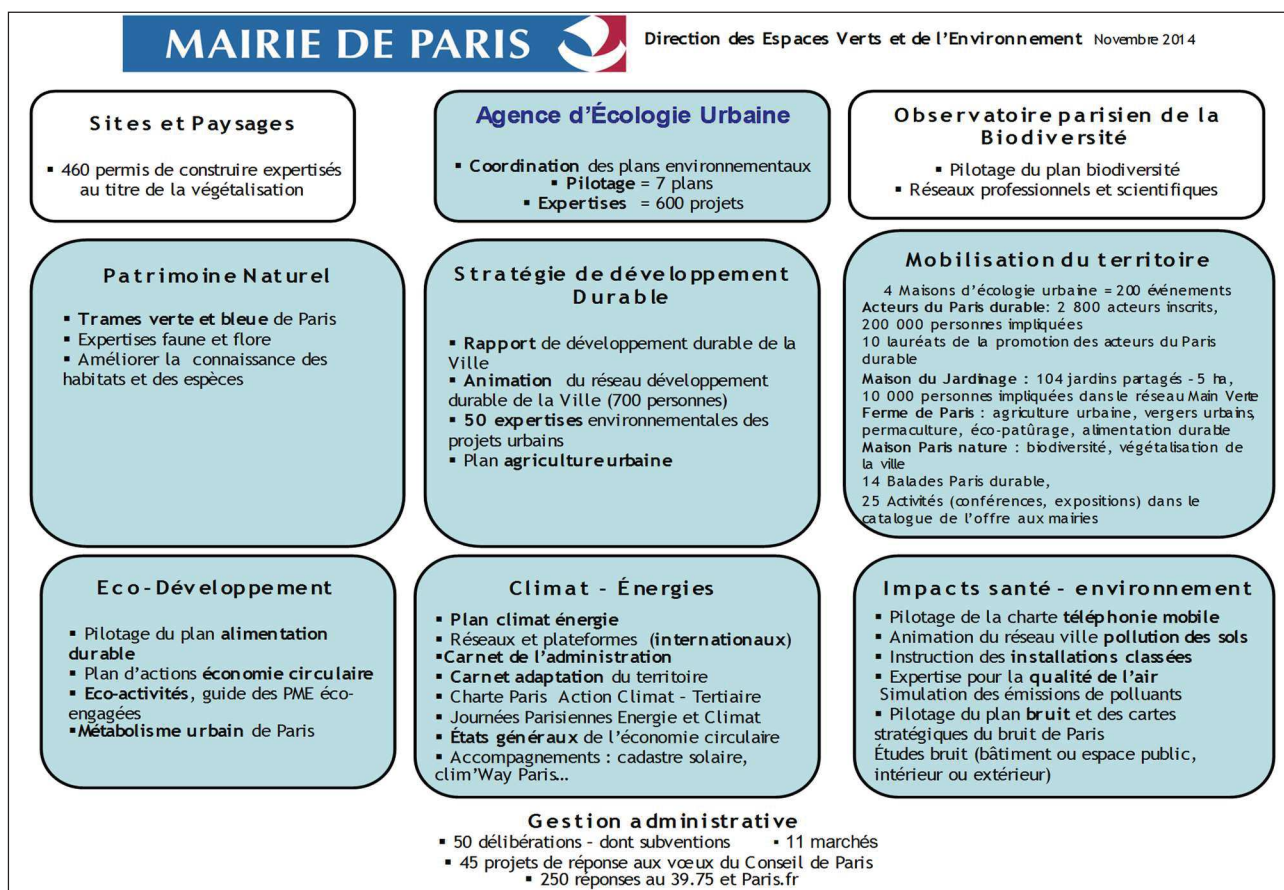 MAIRIE DE PARIS
Direction des Espaces Verts et de l'Environnement Novembre 2014
Sites et Paysages
▪ 460 permis de construire expertisés
au titre de la végétalisation
Agence d'Écologie Urbaine
▪ Coordination des plans environnementaux
▪ Pilotage = 7 plans
▪ Expertises = 600 projets
Observatoire parisien de la
Biodiversité
▪ Pilotage du plan biodiversité
▪ Réseaux professionnels et scientifiques
Patrimoine Naturel
▪ Trames verte et bleue de Paris
▪ Expertises faune et flore
▪ Améliorer la connaissance des
habitats et des espèces
Stratégie de développement
Durable
▪ Rapport de développement durable de la
Ville
▪ Animation du réseau développement
durable de la Ville (700 personnes)
▪ 50 expertises environnementales des
projets urbains
▪ Plan agriculture urbaine
Mobilisation du territoire
4 Maisons d'écologie urbaine = 200 événements
Acteurs du Paris durable: 2 800 acteurs inscrits,
200 000 personnes impliquées
10 lauréats de la promotion des acteurs du Paris
durable
Maison du Jardinage : 104 jardins partagés - 5 ha,
10 000 personnes impliquées dans le réseau Main Verte
Ferme de Paris : agriculture urbaine, vergers urbains,
permaculture, éco-patûrage, alimentation durable
Maison Paris nature : biodiversité, végétalisation de
la ville
14 Balades Paris durable,
25 Activités (conférences, expositions) dans le
catalogue de l'offre aux mairies
Eco-Développement
▪ Pilotage du plan alimentation
durable
▪ Plan d'actions économie circulaire
▪ Eco-activités, guide des PME éco-
engagées
▪ Métabolisme urbain de Paris
Climat - Énergies
▪ Plan climat énergie
▪ Réseaux et plateformes (internationaux)
▪ Carnet de l'administration
▪ Carnet adaptation du territoire
▪ Charte Paris Action Climat - Tertiaire
▪ Journées Parisiennes Energie et Climat
▪ États généraux de l'économie circulaire
▪ Accompagnements : cadastre solaire,
clim'Way Paris…
Impacts santé - environnement
▪ Pilotage de la charte téléphonie mobile
▪ Animation du réseau ville pollution des sols
▪ Instruction des installations classées
▪ Expertise pour la qualité de l'air
Simulation des émissions de polluants
▪ Pilotage du plan bruit et des cartes
stratégiques du bruit de Paris
Études bruit (bâtiment ou espace public,
intérieur ou extérieur)
Gestion administrative
▪ 50 délibérations - dont subventions ▪ 11 marchés
▪ 45 projets de réponse aux vœux du Conseil de Paris
▪ 250 réponses au 39.75 et Paris.fr